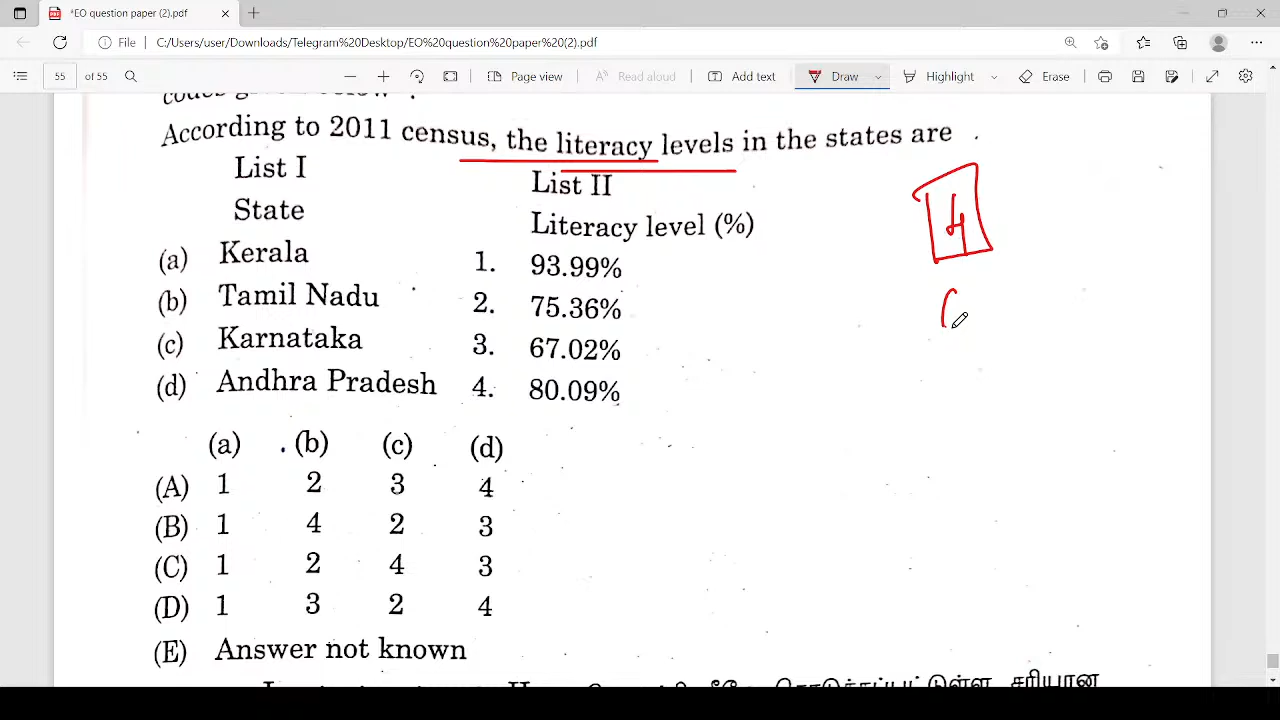 *EO question paper (2).pdf
File C:/Users/user/Downloads/Telegram%20Desktop/EO%20question%20paper%20(2).pdf
55 of 55 Page view Read aloud Add text Draw Highlight Erase
codes given below :
According to 2011 census, the literacy levels in the states are
List I List II
State Literacy level (%)
(a) Kerala 1. 93.99%
(b) Tamil Nadu 2. 75.36%
(c) Karnataka 3. 67.02%
(d) Andhra Pradesh 4. 80.09%
(a) (b) (c) (d)
(A) 1 2 3 4
(B) 1 4 2 3
(C) 1 2 4 3
(D) 1 3 2 4
(E) Answer not known